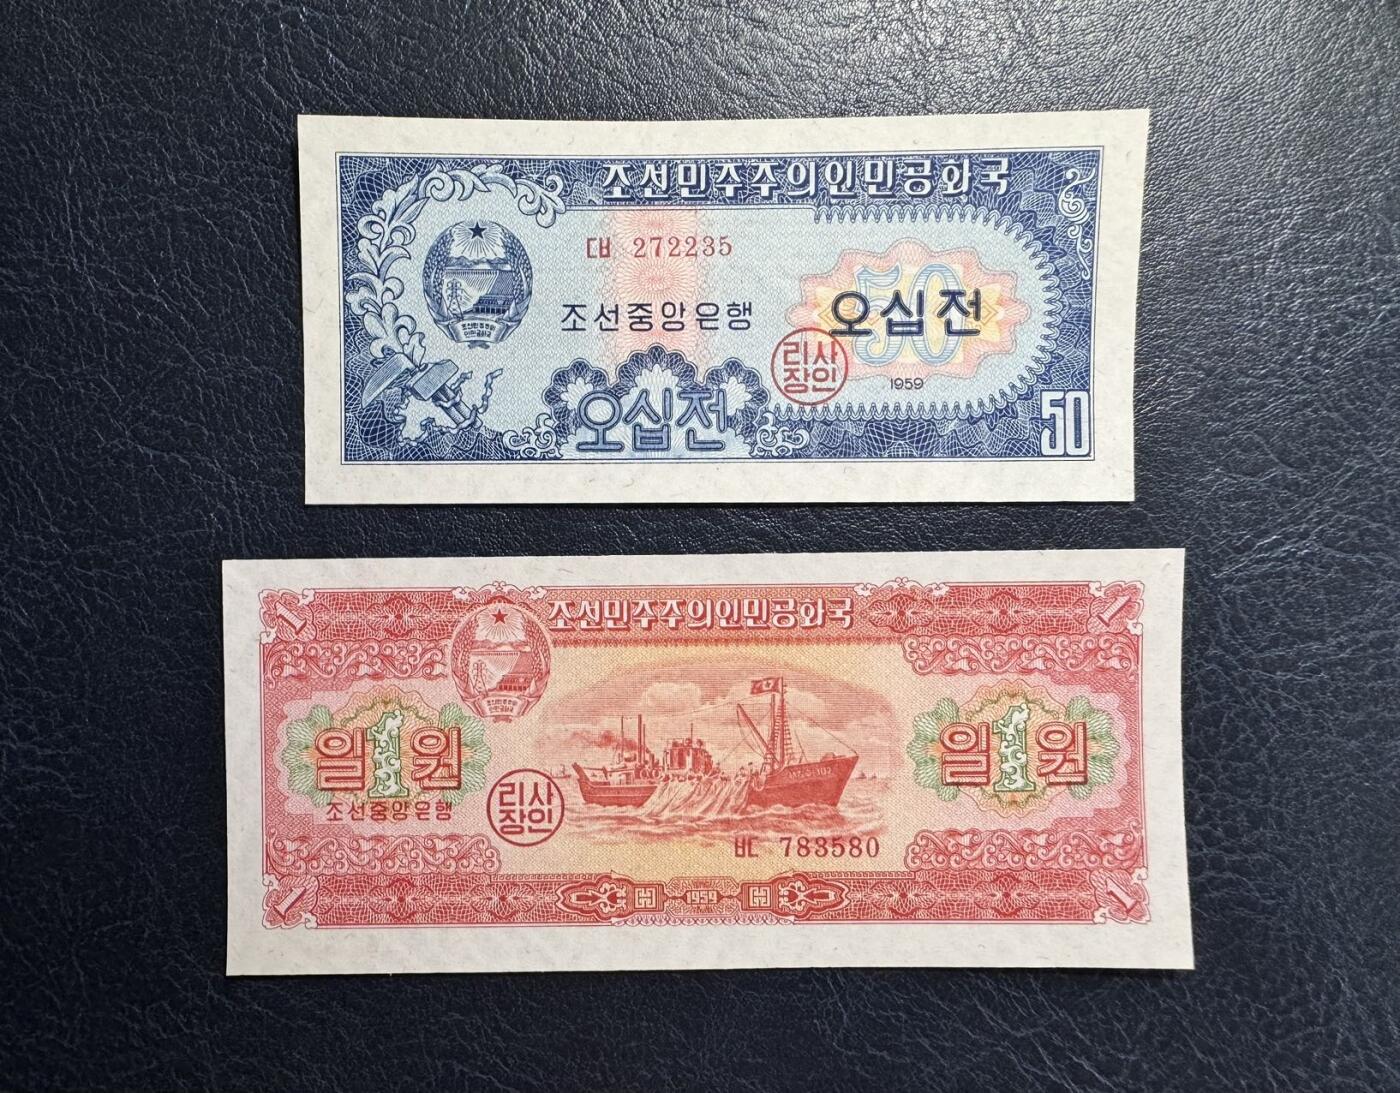 조선민주주의인민공화국
대 272235
조선중앙은행
50
오십전
리사
장인
1959
오십전
50
1
조선민주주의인민공화국
1
일1원
일1원
조선중앙은행
리사
장인
바ㄷ 783580
1
1959
1